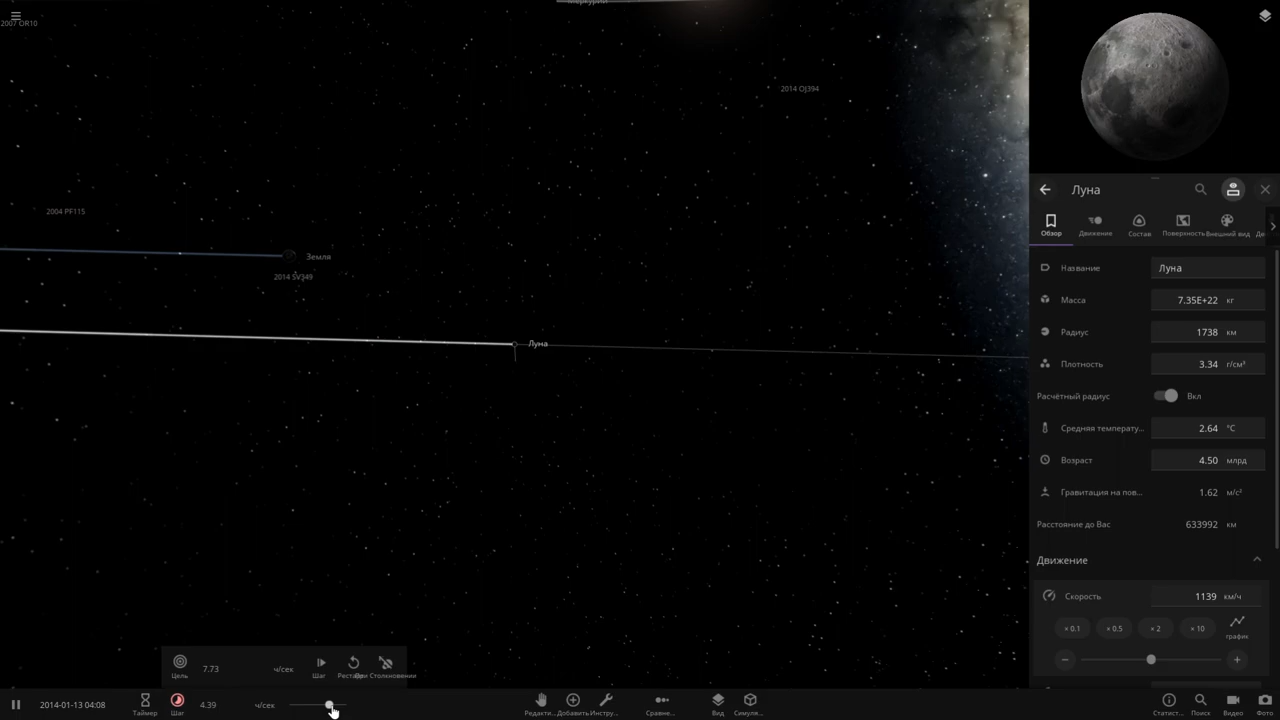 Меркурий
2007 OR10
2014 OJ394
2004 PF115
Земля
2014 SV349
Луна
Луна
Обзор
Движение
Состав
Поверхность
Внешний вид
Де
Название
Луна
Масса
7.35E+22 кг
Радиус
1738 км
Плотность
3.34 г/см³
Расчётный радиус
Вкл
Средняя температу...
2.64 °C
Возраст
4.50 млрд
Гравитация на пов...
1.62 м/с²
Расстояние до Вас
633992 км
Движение
Скорость
1139 км/ч
× 0.1
× 0.5
× 2
× 10
график
Цель
7.73
ч/сек
Шаг
Столкновении
2014-01-13 04:08
Таймер
Шаг
4.39
ч/сек
Редакти...
Добавить
Инстру...
Сравне...
Вид
Симуля...
Статист...
Поиск
Видео
Фото